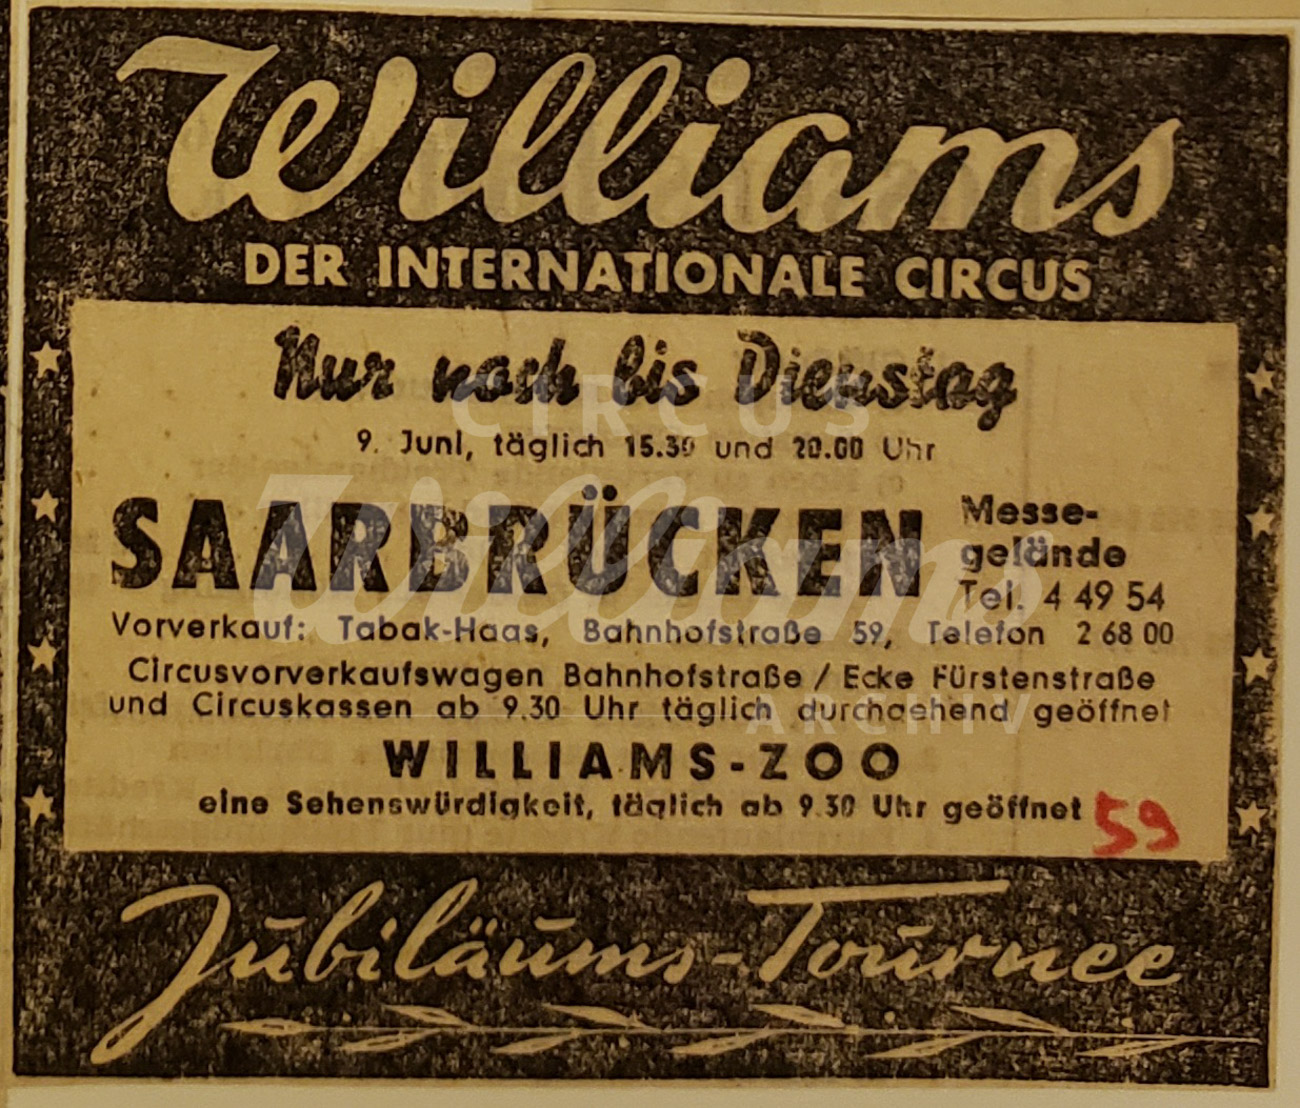 Williams
DER INTERNATIONALE CIRCUS
Nur noch bis Dienstag
9. Juni, täglich 15.30 und 20.00 Uhr
SAARBRÜCKEN
Messe-
gelände
Tel. 4 49 54
Vorverkauf: Tabak-Haas, Bahnhofstraße 59, Telefon 2 68 00
Circusvorverkaufswagen Bahnhofstraße / Ecke Fürstenstraße
und Circuskassen ab 9.30 Uhr täglich durchgehend geöffnet
WILLIAMS-ZOO
eine Sehenswürdigkeit, täglich ab 9.30 Uhr geöffnet
59
Jubiläums-Tournee
CIRCUS
Williams
ARCHIV